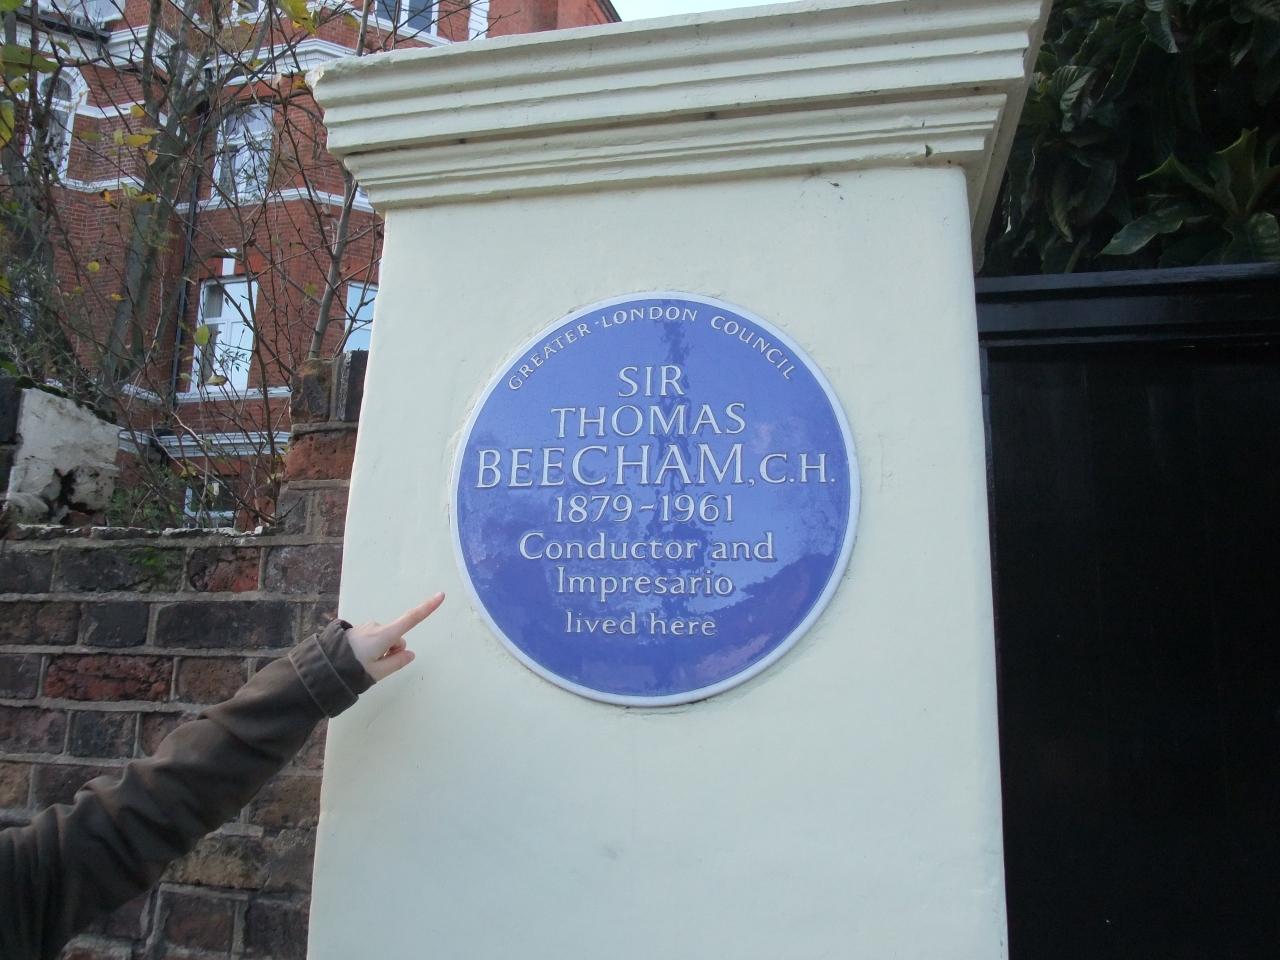 GREATER-LONDON COUNCIL
SIR
THOMAS
BEECHAM, C.H.
1879-1961
Conductor and
Impresario
lived here